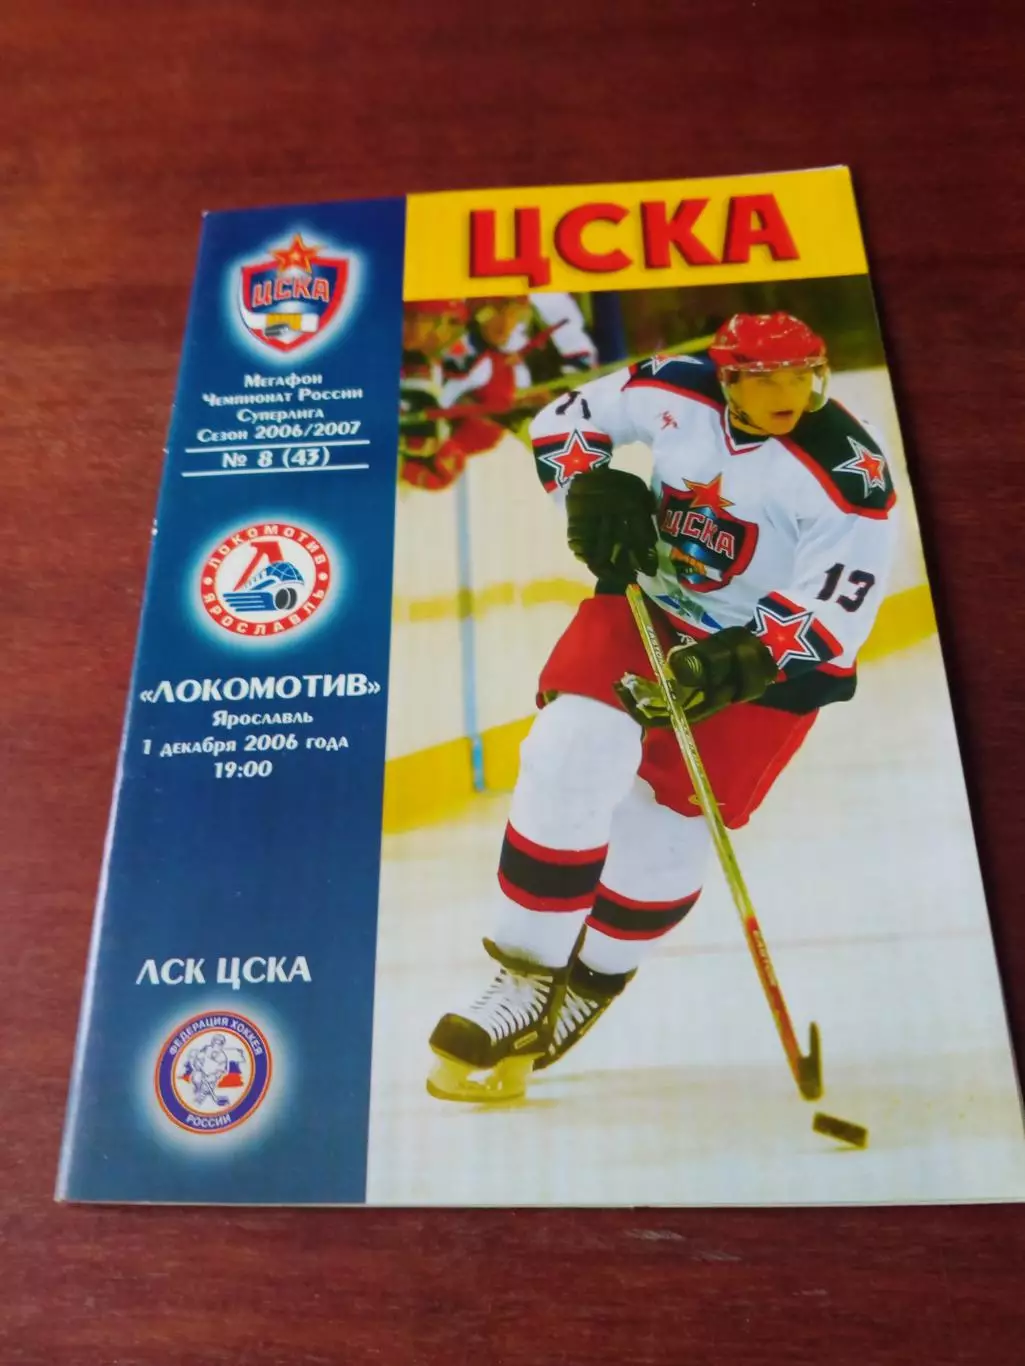 ЦСКА
ЦСКА
Мегафон
Чемпионат России
Суперлига
Сезон 2006/2007
№ 8 (43)
ЛОКОМОТИВ
ЯРОСЛАВЛЬ
«ЛОКОМОТИВ»
Ярославль
1 декабря 2006 года
19:00
ЛСК ЦСКА
ФЕДЕРАЦИЯ ХОККЕЯ
РОССИИ
ЦСКА
13
EASTON